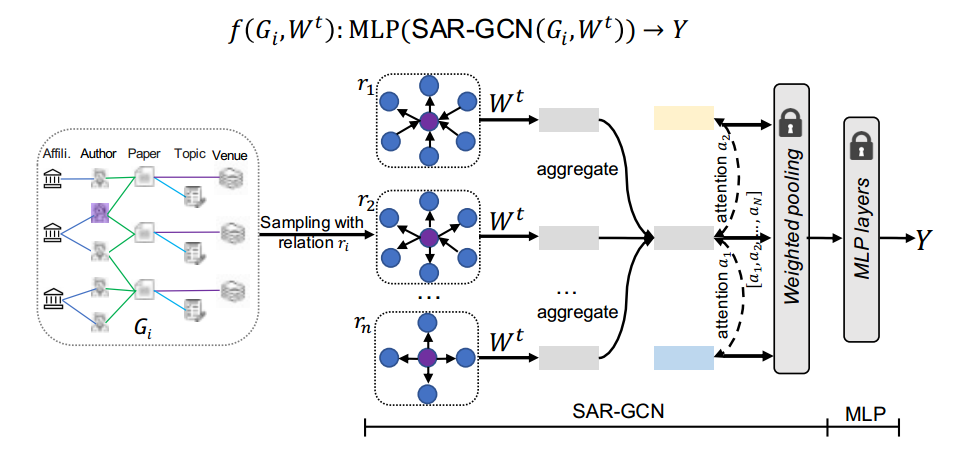 f(G_i,W^t): MLP(SAR-GCN(G_i,W^t)) → Y
Affili. Author Paper Topic Venue
G_i
Sampling with
relation r_i
r_1
W^t
aggregate
r_2
W^t
...
...
aggregate
r_n
W^t
attention a_2
attention a_1
[a_1,a_2,...,a_N]
Weighted pooling
MLP layers
Y
SAR-GCN
MLP